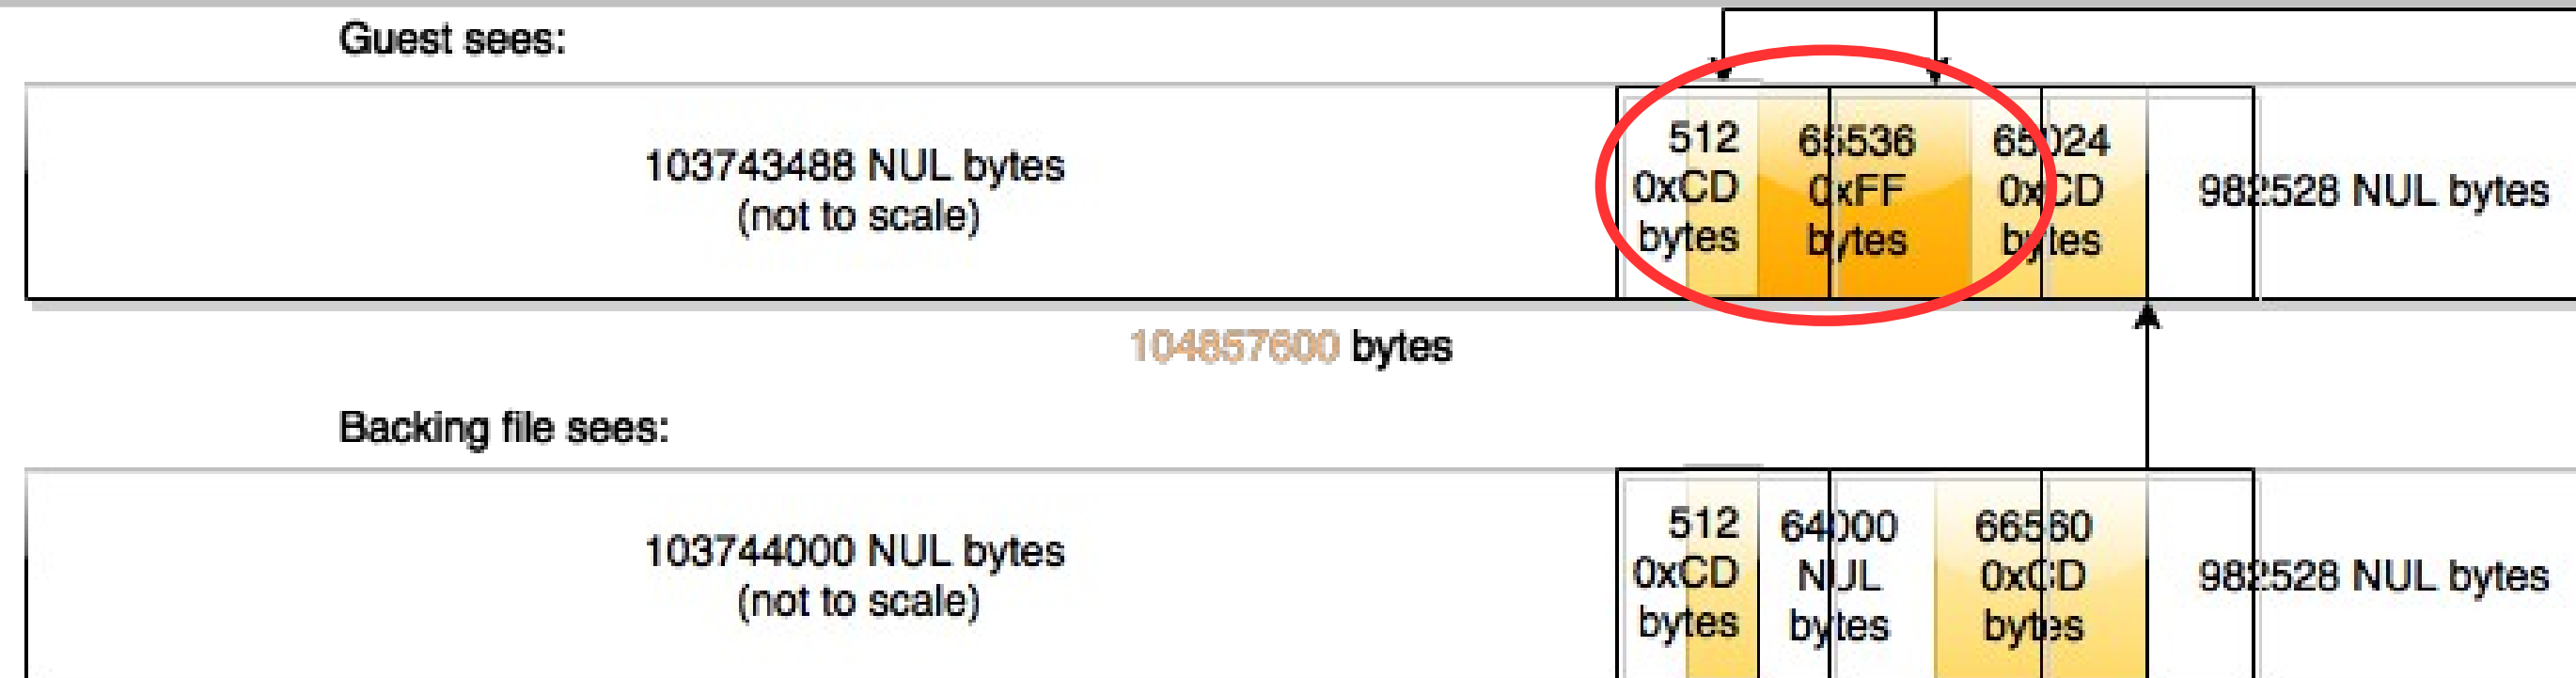 Guest sees:
103743488 NUL bytes
(not to scale)
512
0xCD
bytes
65536
0xFF
bytes
65024
0xCD
bytes
982528 NUL bytes
104857600 bytes
Backing file sees:
103744000 NUL bytes
(not to scale)
512
0xCD
bytes
64000
NUL
bytes
66560
0xCD
bytes
982528 NUL bytes